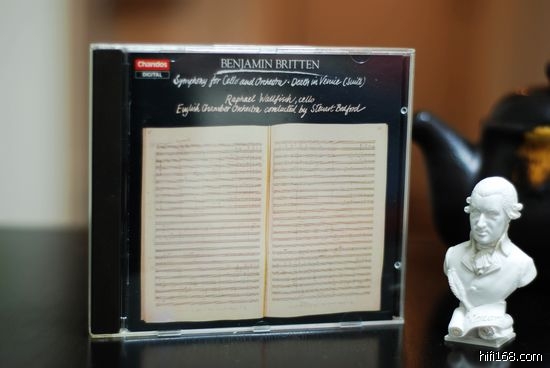 Chandos
DIGITAL
BENJAMIN BRITTEN
Symphony for Cello and Orchestra · Death in Venice (Suite)
Raphael Wallfisch, cello
English Chamber Orchestra conducted by Steuart Bedford
hifi168.com